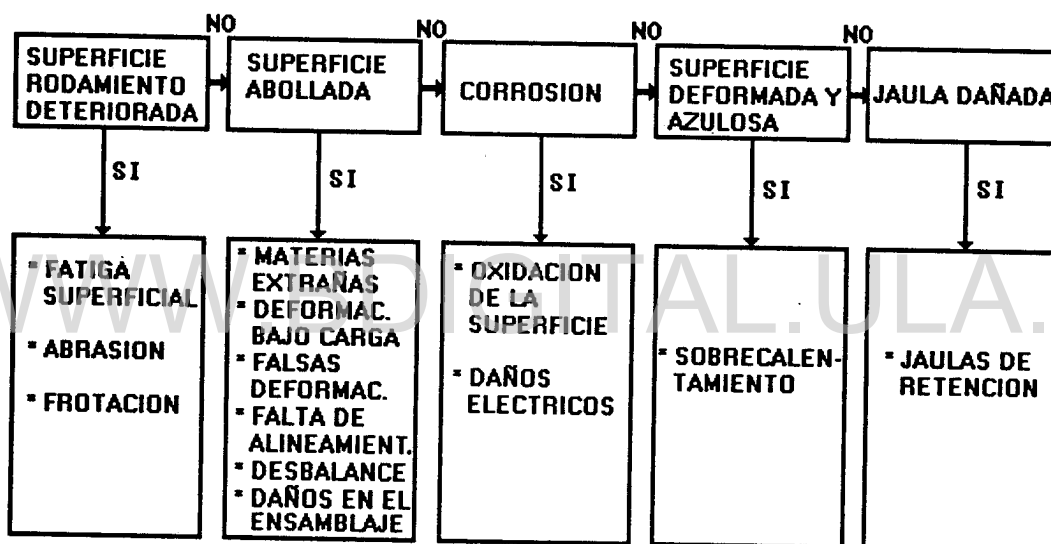 NO
NO
NO
NO
SUPERFICIE
RODAMIENTO
DETERIORADA
SUPERFICIE
ABOLLADA
CORROSION
SUPERFICIE
DEFORMADA Y
AZULOSA
JAULA DAÑADA
SI
SI
SI
SI
SI
* FATIGA
SUPERFICIAL
* ABRASION
* FROTACION
* MATERIAS
EXTRAÑAS
* DEFORMAC.
BAJO CARGA
* FALSAS
DEFORMAC.
* FALTA DE
ALINEAMIENT.
* DESBALANCE
* DAÑOS EN EL
ENSAMBLAJE
* OXIDACION
DE LA
SUPERFICIE
* DAÑOS
ELECTRICOS
* SOBRECALEN-
TAMIENTO
* JAULAS DE
RETENCION
WWW.BDIGITAL.ULA.